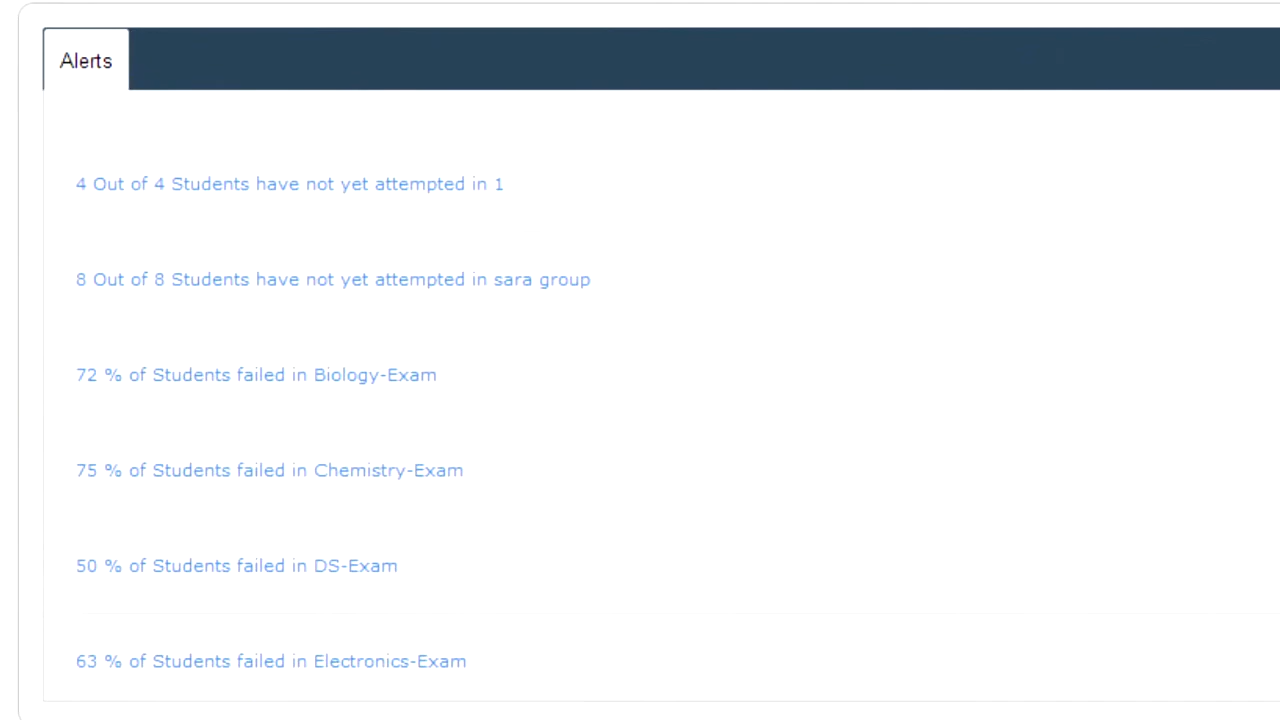 Alerts
4 Out of 4 Students have not yet attempted in 1
8 Out of 8 Students have not yet attempted in sara group
72 % of Students failed in Biology-Exam
75 % of Students failed in Chemistry-Exam
50 % of Students failed in DS-Exam
63 % of Students failed in Electronics-Exam